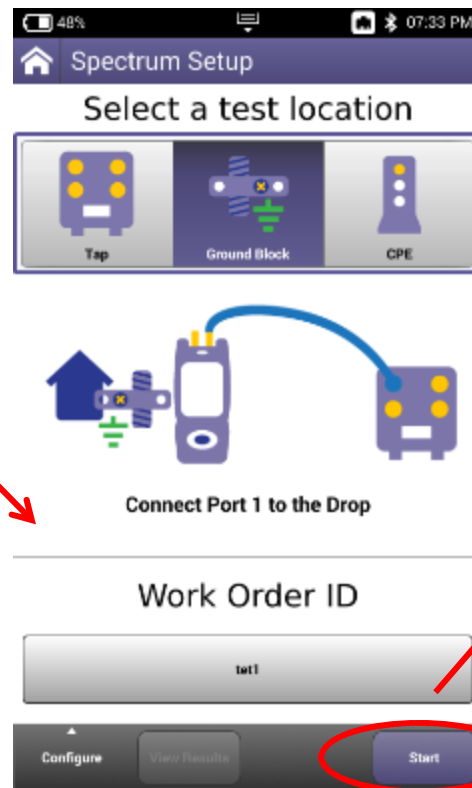 48%
07:33 PM
Spectrum Setup
Select a test location
Tap Ground Block CPE
Connect Port 1 to the Drop
Work Order ID
tet1
Configure View Results Start